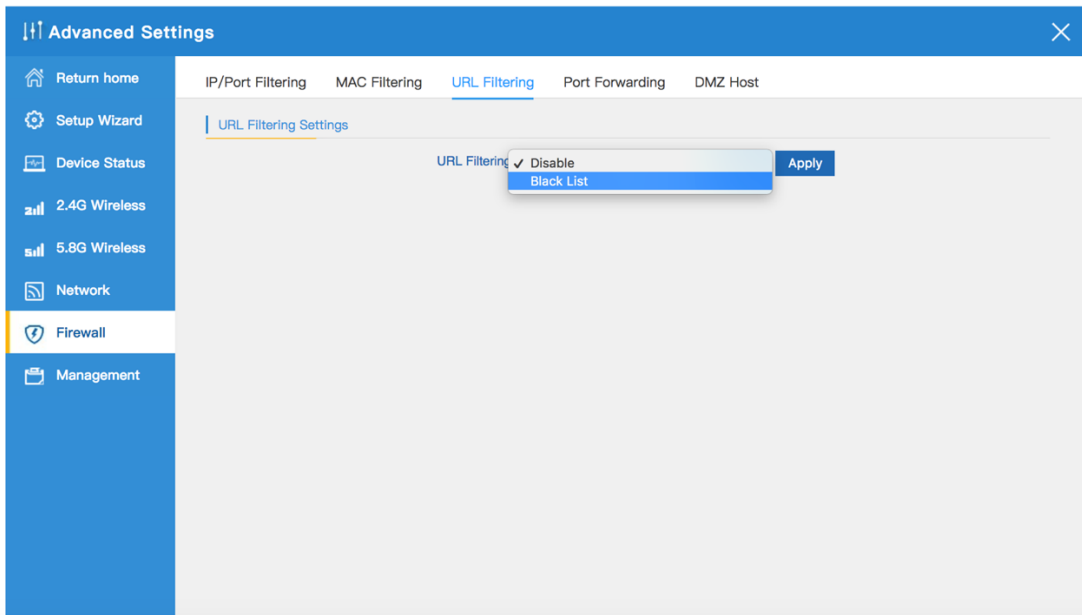 Advanced Settings
Return home
Setup Wizard
Device Status
2.4G Wireless
5.8G Wireless
Network
Firewall
Management
IP/Port Filtering MAC Filtering URL Filtering Port Forwarding DMZ Host
URL Filtering Settings
URL Filtering ✓ Disable Apply
Black List